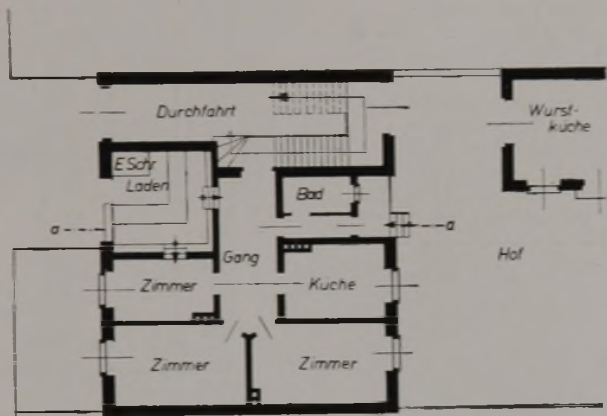 Durchfahrt
Wurst-
küche
E.Schr.
Laden
Bad
a
a
Gang
Hof
Zimmer
Küche
Zimmer
Zimmer